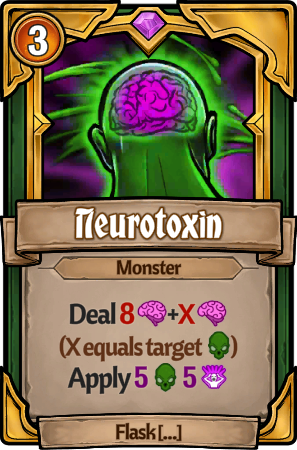 3
Neurotoxin
Monster
Deal 8 +X
(X equals target )
Apply 5 5
Flask [...]